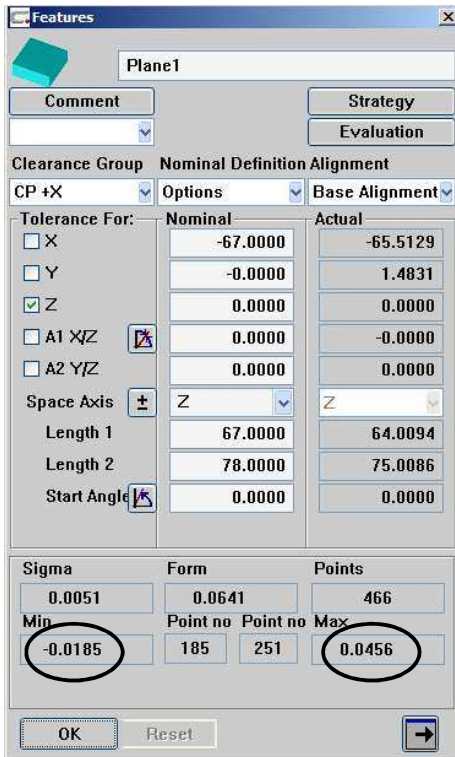 Features
Plane1
Comment Strategy
Evaluation
Clearance Group Nominal Definition Alignment
CP +X Options Base Alignment
Tolerance For: Nominal Actual
X -67.0000 -65.5129
Y -0.0000 1.4831
Z 0.0000 0.0000
A1 X/Z 0.0000 -0.0000
A2 Y/Z 0.0000 0.0000
Space Axis ± Z Z
Length 1 67.0000 64.0094
Length 2 78.0000 75.0086
Start Angle 0.0000 0.0000
Sigma Form Points
0.0051 0.0641 466
Min Point no Point no Max
-0.0185 185 251 0.0456
OK Reset